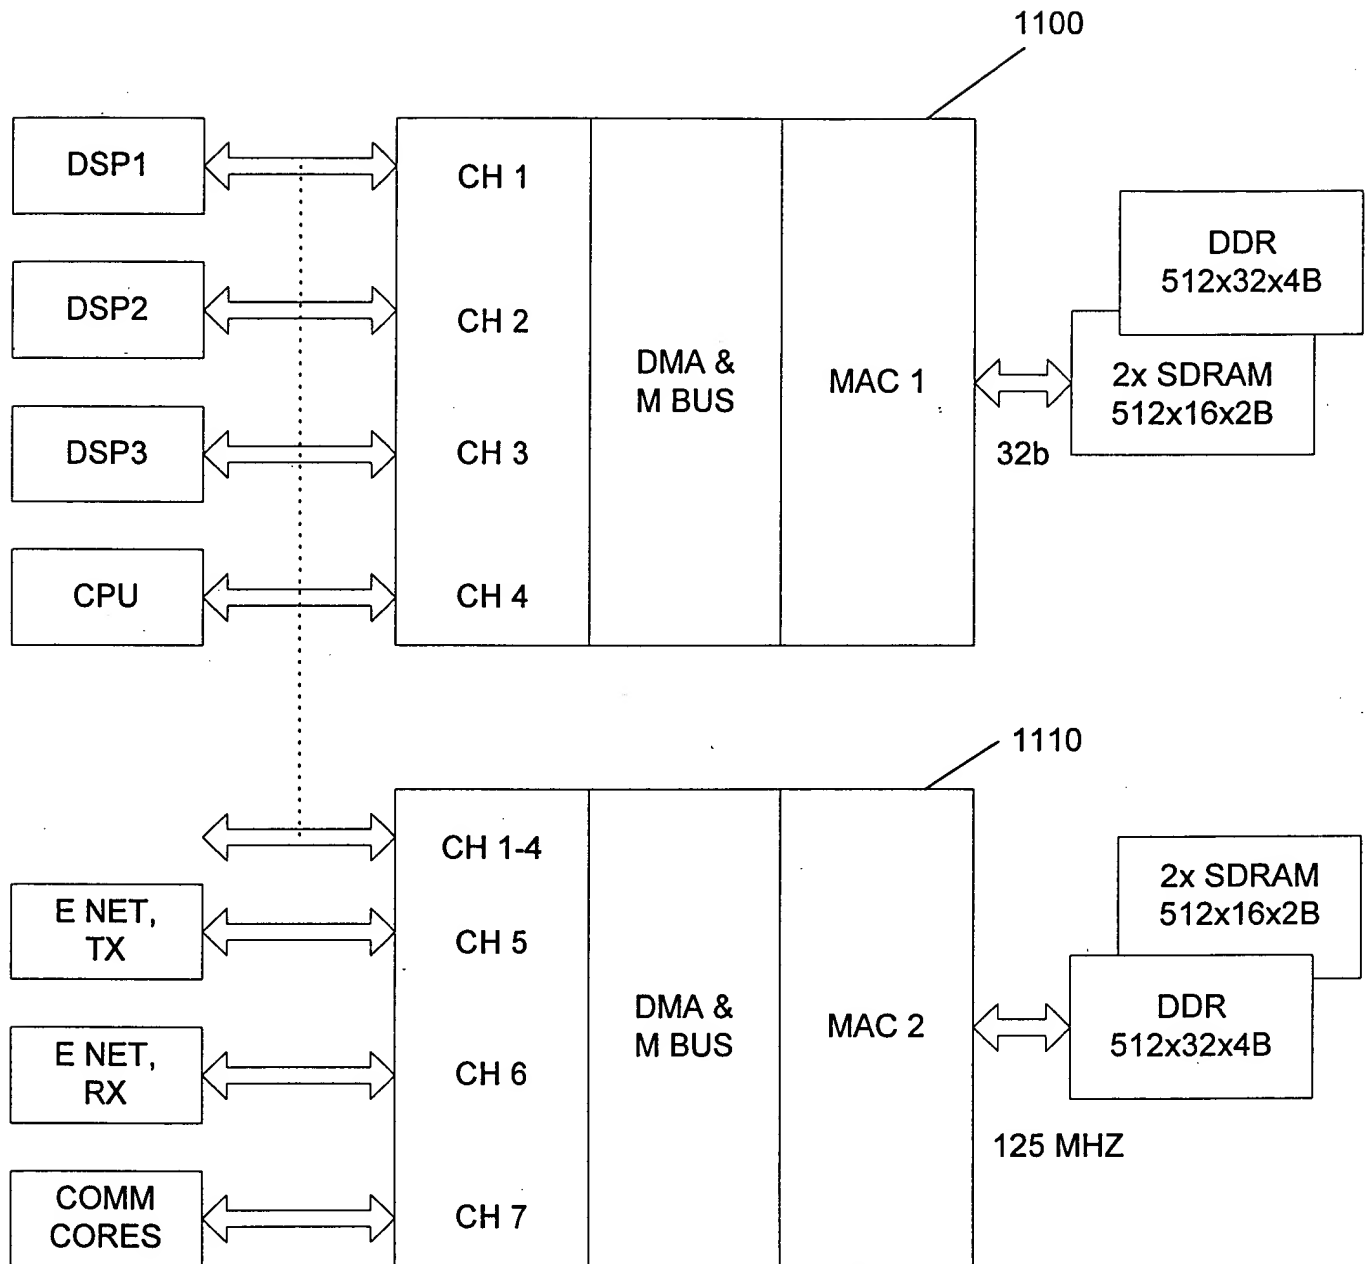 1100
DSP1
CH 1
DSP2
CH 2
DSP3
CH 3
CPU
CH 4
DMA &
M BUS
MAC 1
32b
DDR
512x32x4B
2x SDRAM
512x16x2B
1110
CH 1-4
E NET,
TX
CH 5
E NET,
RX
CH 6
COMM
CORES
CH 7
DMA &
M BUS
MAC 2
125 MHZ
2x SDRAM
512x16x2B
DDR
512x32x4B